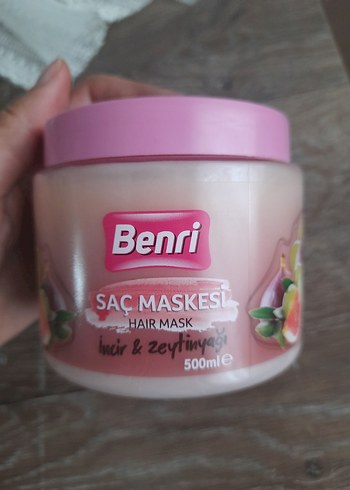 Benri
SAÇ MASKESİ
HAIR MASK
İncir & zeytinyağı
500ml ℮